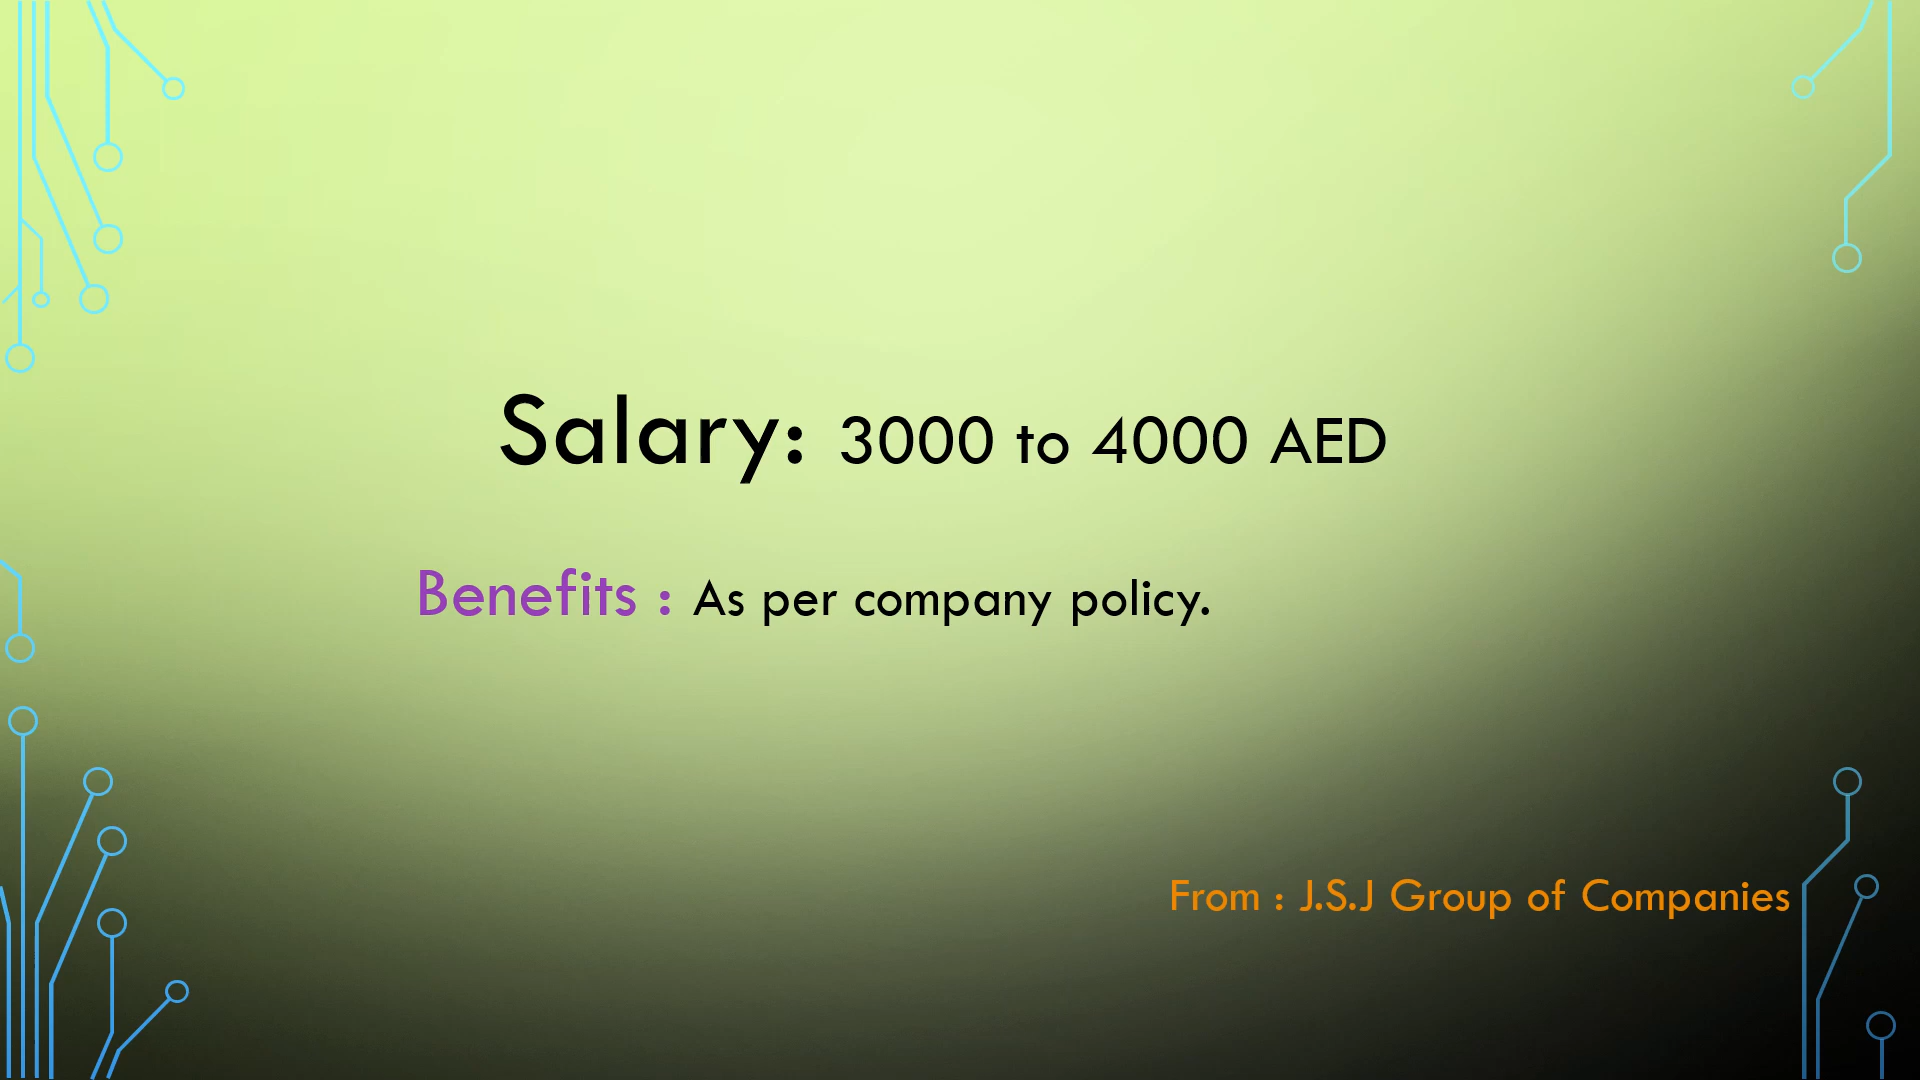 Salary: 3000 to 4000 AED
Benefits : As per company policy.
From : J.S.J Group of Companies